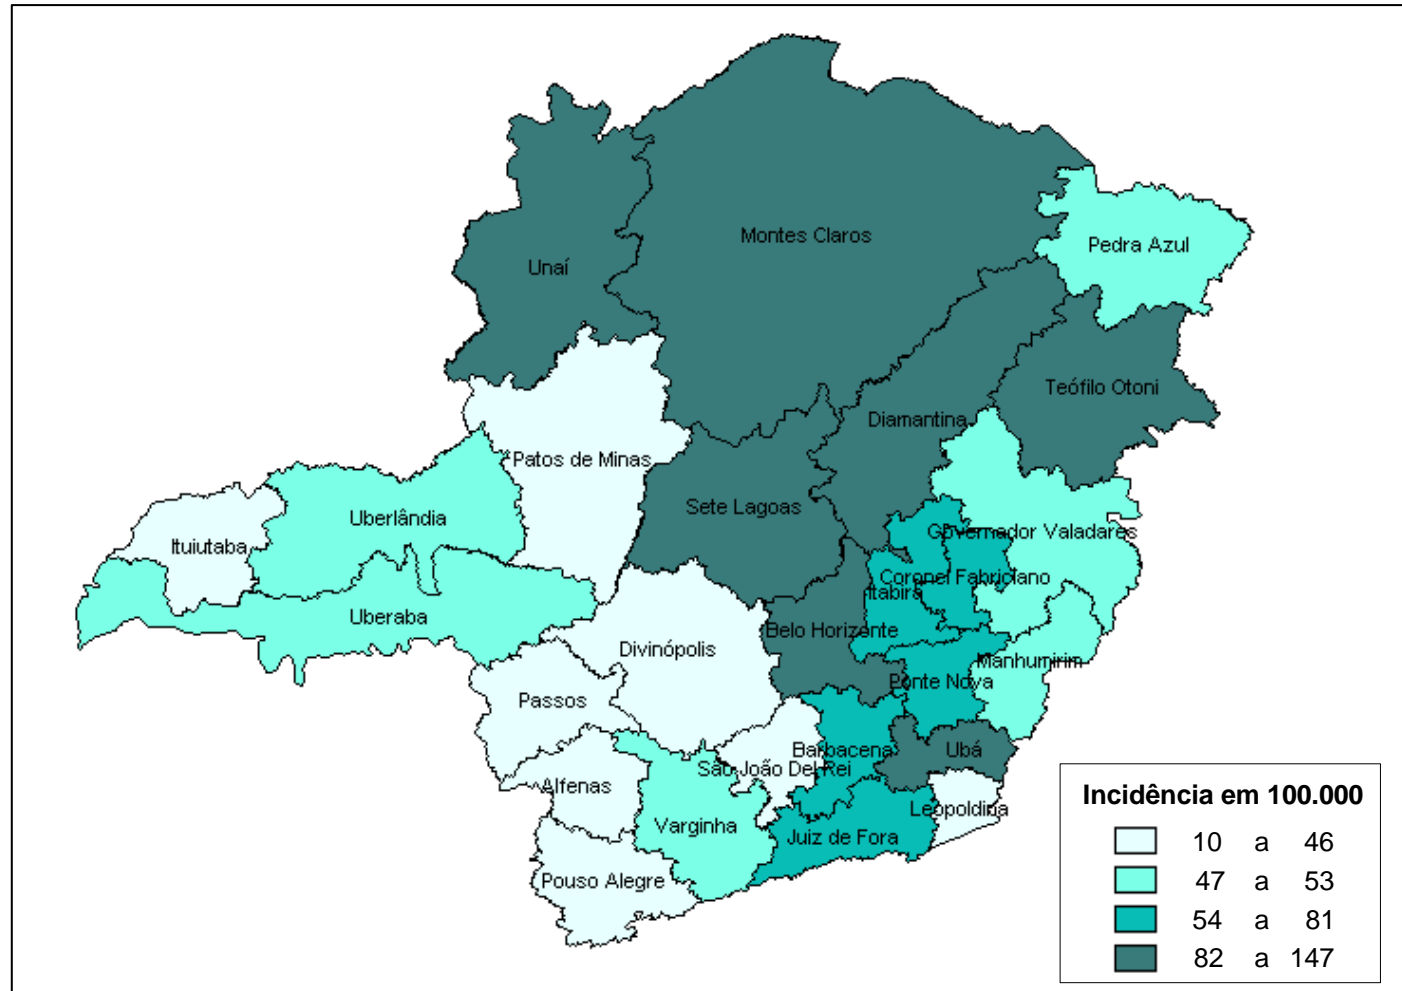 Montes Claros
Pedra Azul
Unaí
Teófilo Otoni
Diamantina
Patos de Minas
Sete Lagoas
Uberlândia
Governador Valadares
Ituiutaba
Coronel Fabriciano
Itabira
Uberaba
Belo Horizonte
Divinópolis
Manhumirim
Ponte Nova
Passos
Barbacena
Ubá
São João Del Rei
Alfenas
Leopoldina
Varginha
Juiz de Fora
Pouso Alegre
Incidência em 100.000
10 a 46
47 a 53
54 a 81
82 a 147